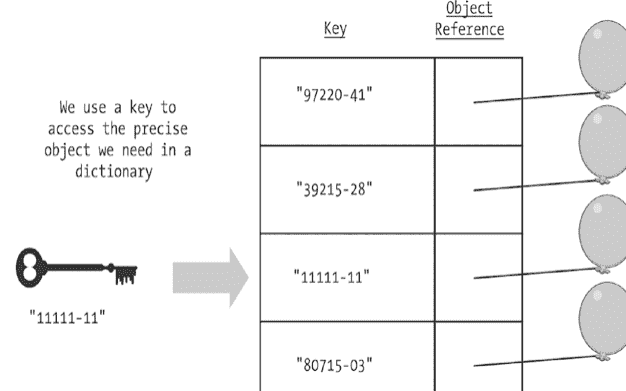 Key
Object
Reference
We use a key to
access the precise
object we need in a
dictionary
"11111-11"
"97220-41"
"39215-28"
"11111-11"
"80715-03"